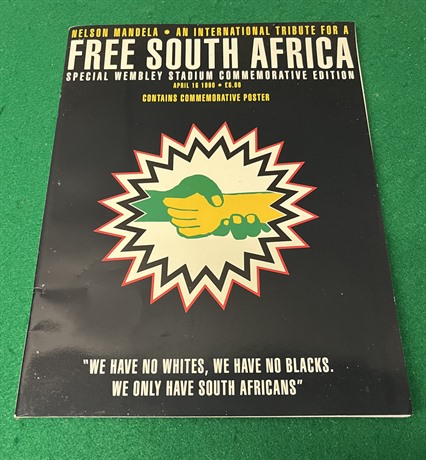 NELSON MANDELA • AN INTERNATIONAL TRIBUTE FOR A
FREE SOUTH AFRICA
SPECIAL WEMBLEY STADIUM COMMEMORATIVE EDITION
APRIL 16 1990 • £6.00
CONTAINS COMMEMORATIVE POSTER
"WE HAVE NO WHITES, WE HAVE NO BLACKS.
WE ONLY HAVE SOUTH AFRICANS"